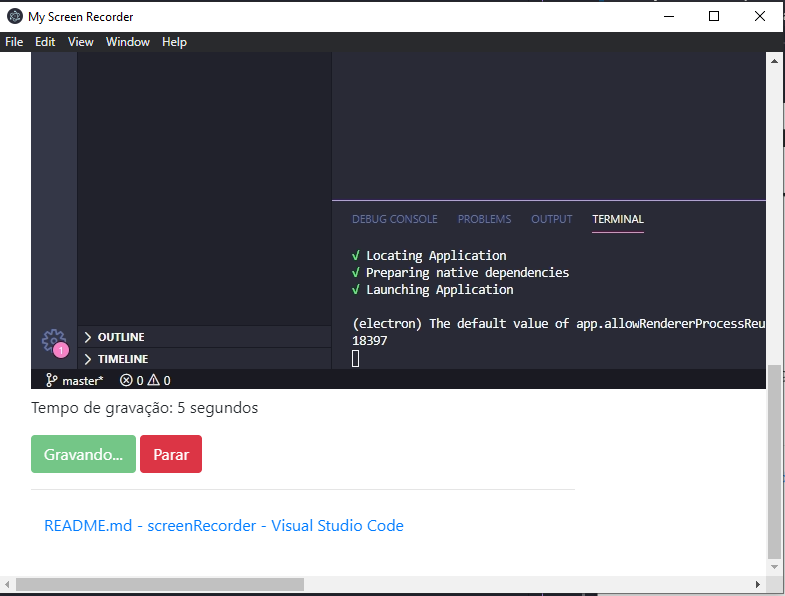 My Screen Recorder
File Edit View Window Help
DEBUG CONSOLE PROBLEMS OUTPUT TERMINAL
√ Locating Application
√ Preparing native dependencies
√ Launching Application
(electron) The default value of app.allowRendererProcessReu
18397
1
OUTLINE
TIMELINE
master* 0 0
Tempo de gravação: 5 segundos
Gravando... Parar
README.md - screenRecorder - Visual Studio Code